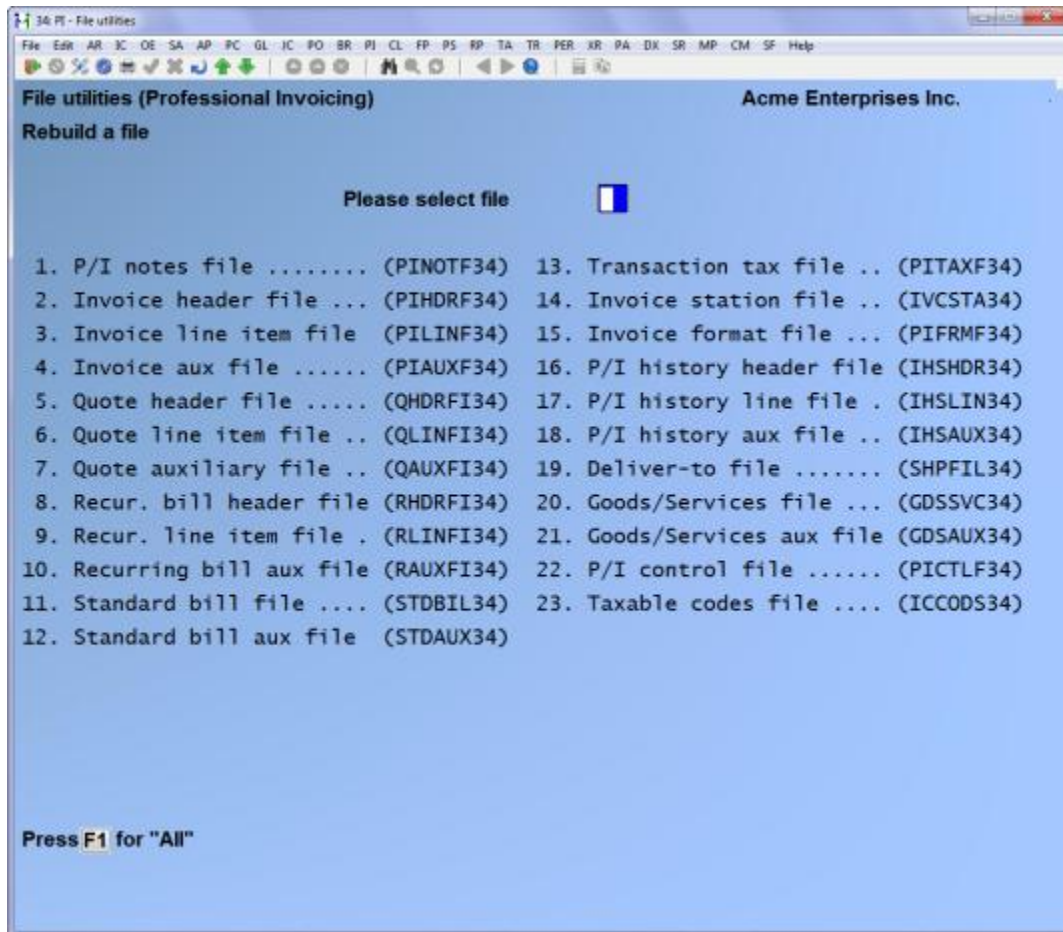 34: PI - File utilities
File Edit AR IC OE SA AP PC GL JC PO BR PI CL FP PS RP TA TR PER XR PA DX SR MP CM SF Help
File utilities (Professional Invoicing) Acme Enterprises Inc.
Rebuild a file
Please select file
1. P/I notes file ........ (PINOTF34) 13. Transaction tax file .. (PITAXF34)
2. Invoice header file ... (PIHDRF34) 14. Invoice station file .. (IVCSTA34)
3. Invoice line item file (PILINF34) 15. Invoice format file ... (PIFRMF34)
4. Invoice aux file ...... (PIAUXF34) 16. P/I history header file (IHSHDR34)
5. Quote header file ..... (QHDRFI34) 17. P/I history line file . (IHSLIN34)
6. Quote line item file .. (QLINFI34) 18. P/I history aux file .. (IHSAUX34)
7. Quote auxiliary file .. (QAUXFI34) 19. Deliver-to file ....... (SHPFIL34)
8. Recur. bill header file (RHDRFI34) 20. Goods/Services file ... (GDSSVC34)
9. Recur. line item file . (RLINFI34) 21. Goods/Services aux file (GDSAUX34)
10. Recurring bill aux file (RAUXFI34) 22. P/I control file ...... (PICTLF34)
11. Standard bill file .... (STDBIL34) 23. Taxable codes file .... (ICCODS34)
12. Standard bill aux file (STDAUX34)
Press F1 for "All"